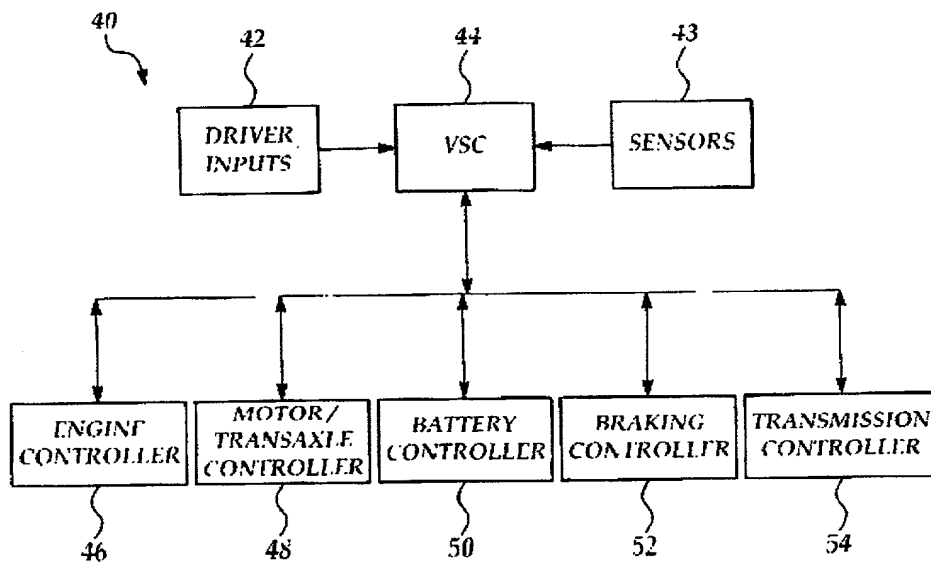 40
42
44
43
DRIVER
INPUTS
VSC
SENSORS
ENGINE
CONTROLLER
MOTOR/
TRANSAXLE
CONTROLLER
BATTERY
CONTROLLER
BRAKING
CONTROLLER
TRANSMISSION
CONTROLLER
46
48
50
52
54